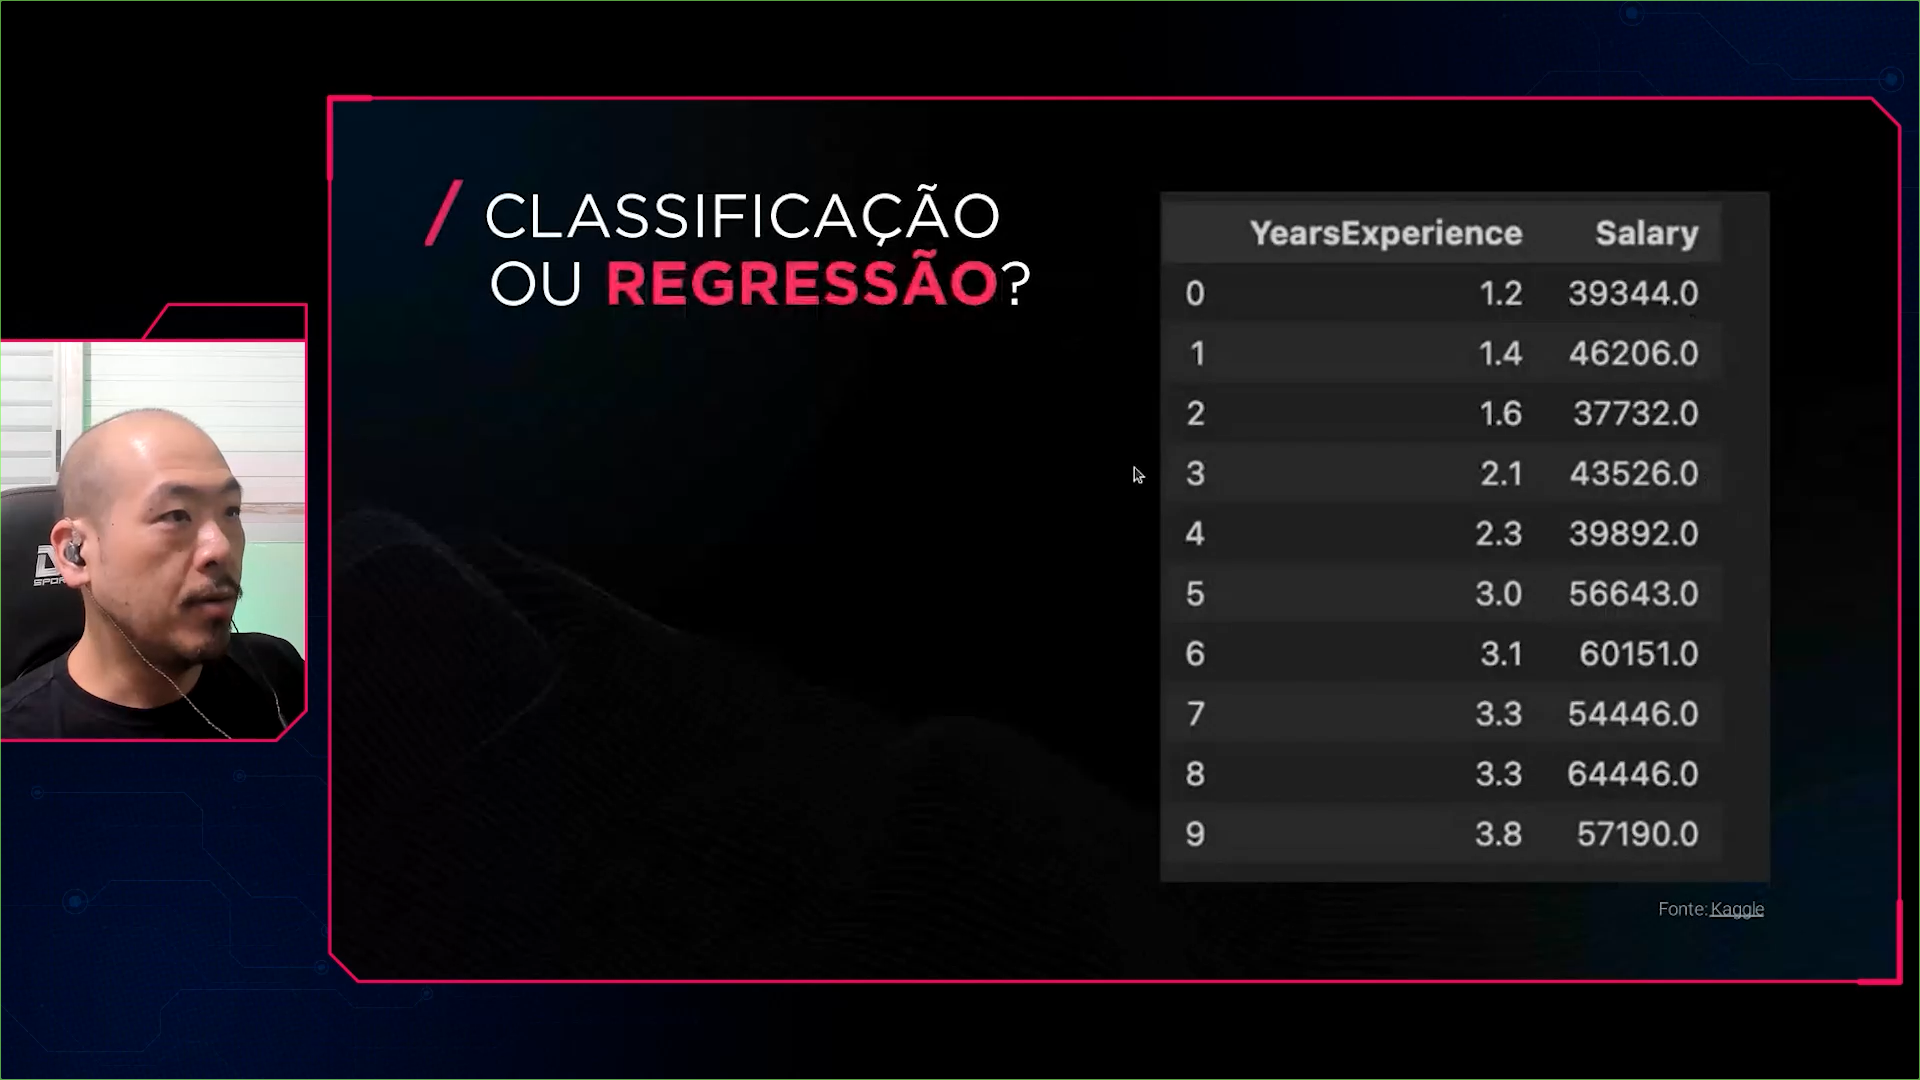 / CLASSIFICAÇÃO
OU REGRESSÃO?
YearsExperience Salary
0 1.2 39344.0
1 1.4 46206.0
2 1.6 37732.0
3 2.1 43526.0
4 2.3 39892.0
5 3.0 56643.0
6 3.1 60151.0
7 3.3 54446.0
8 3.3 64446.0
9 3.8 57190.0
Fonte: Kaggle